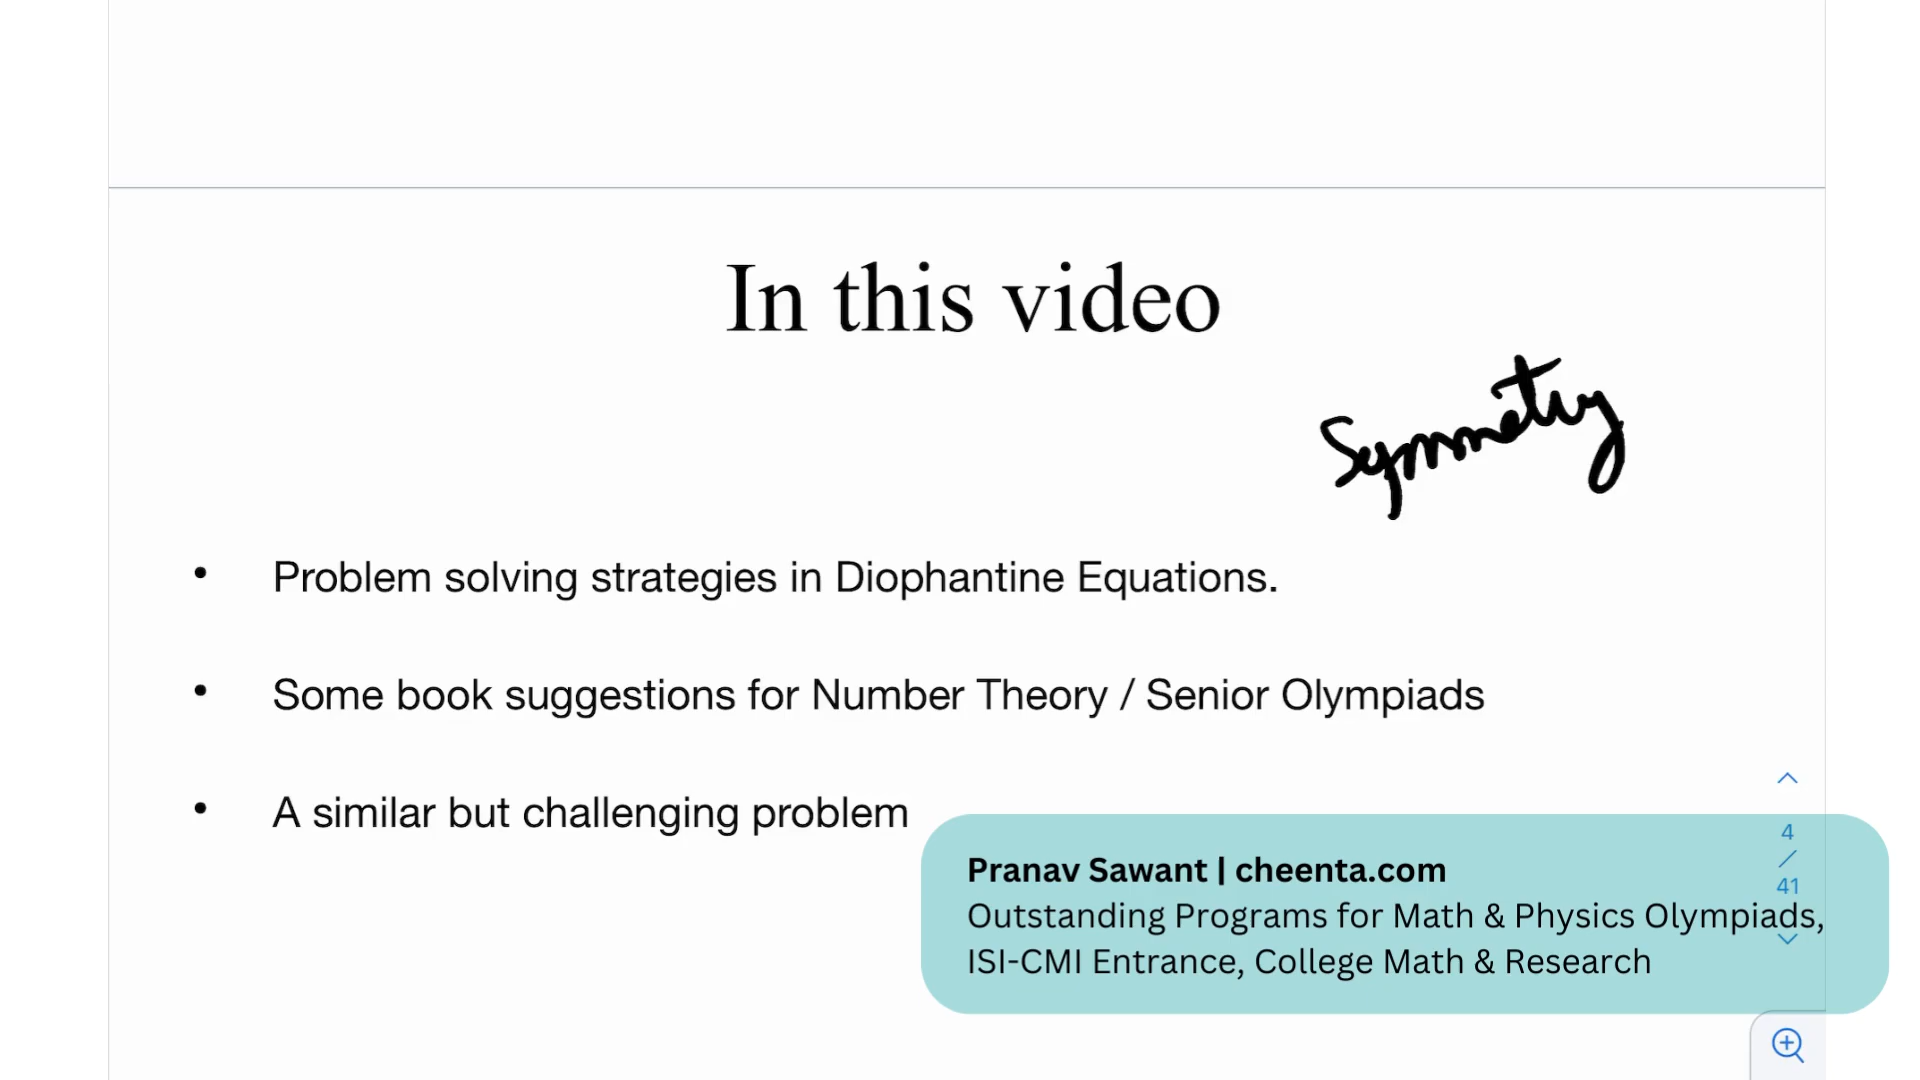 In this video
Symmetry
• Problem solving strategies in Diophantine Equations.
• Some book suggestions for Number Theory / Senior Olympiads
• A similar but challenging problem
4
/
41
Pranav Sawant | cheenta.com
Outstanding Programs for Math & Physics Olympiads,
ISI-CMI Entrance, College Math & Research